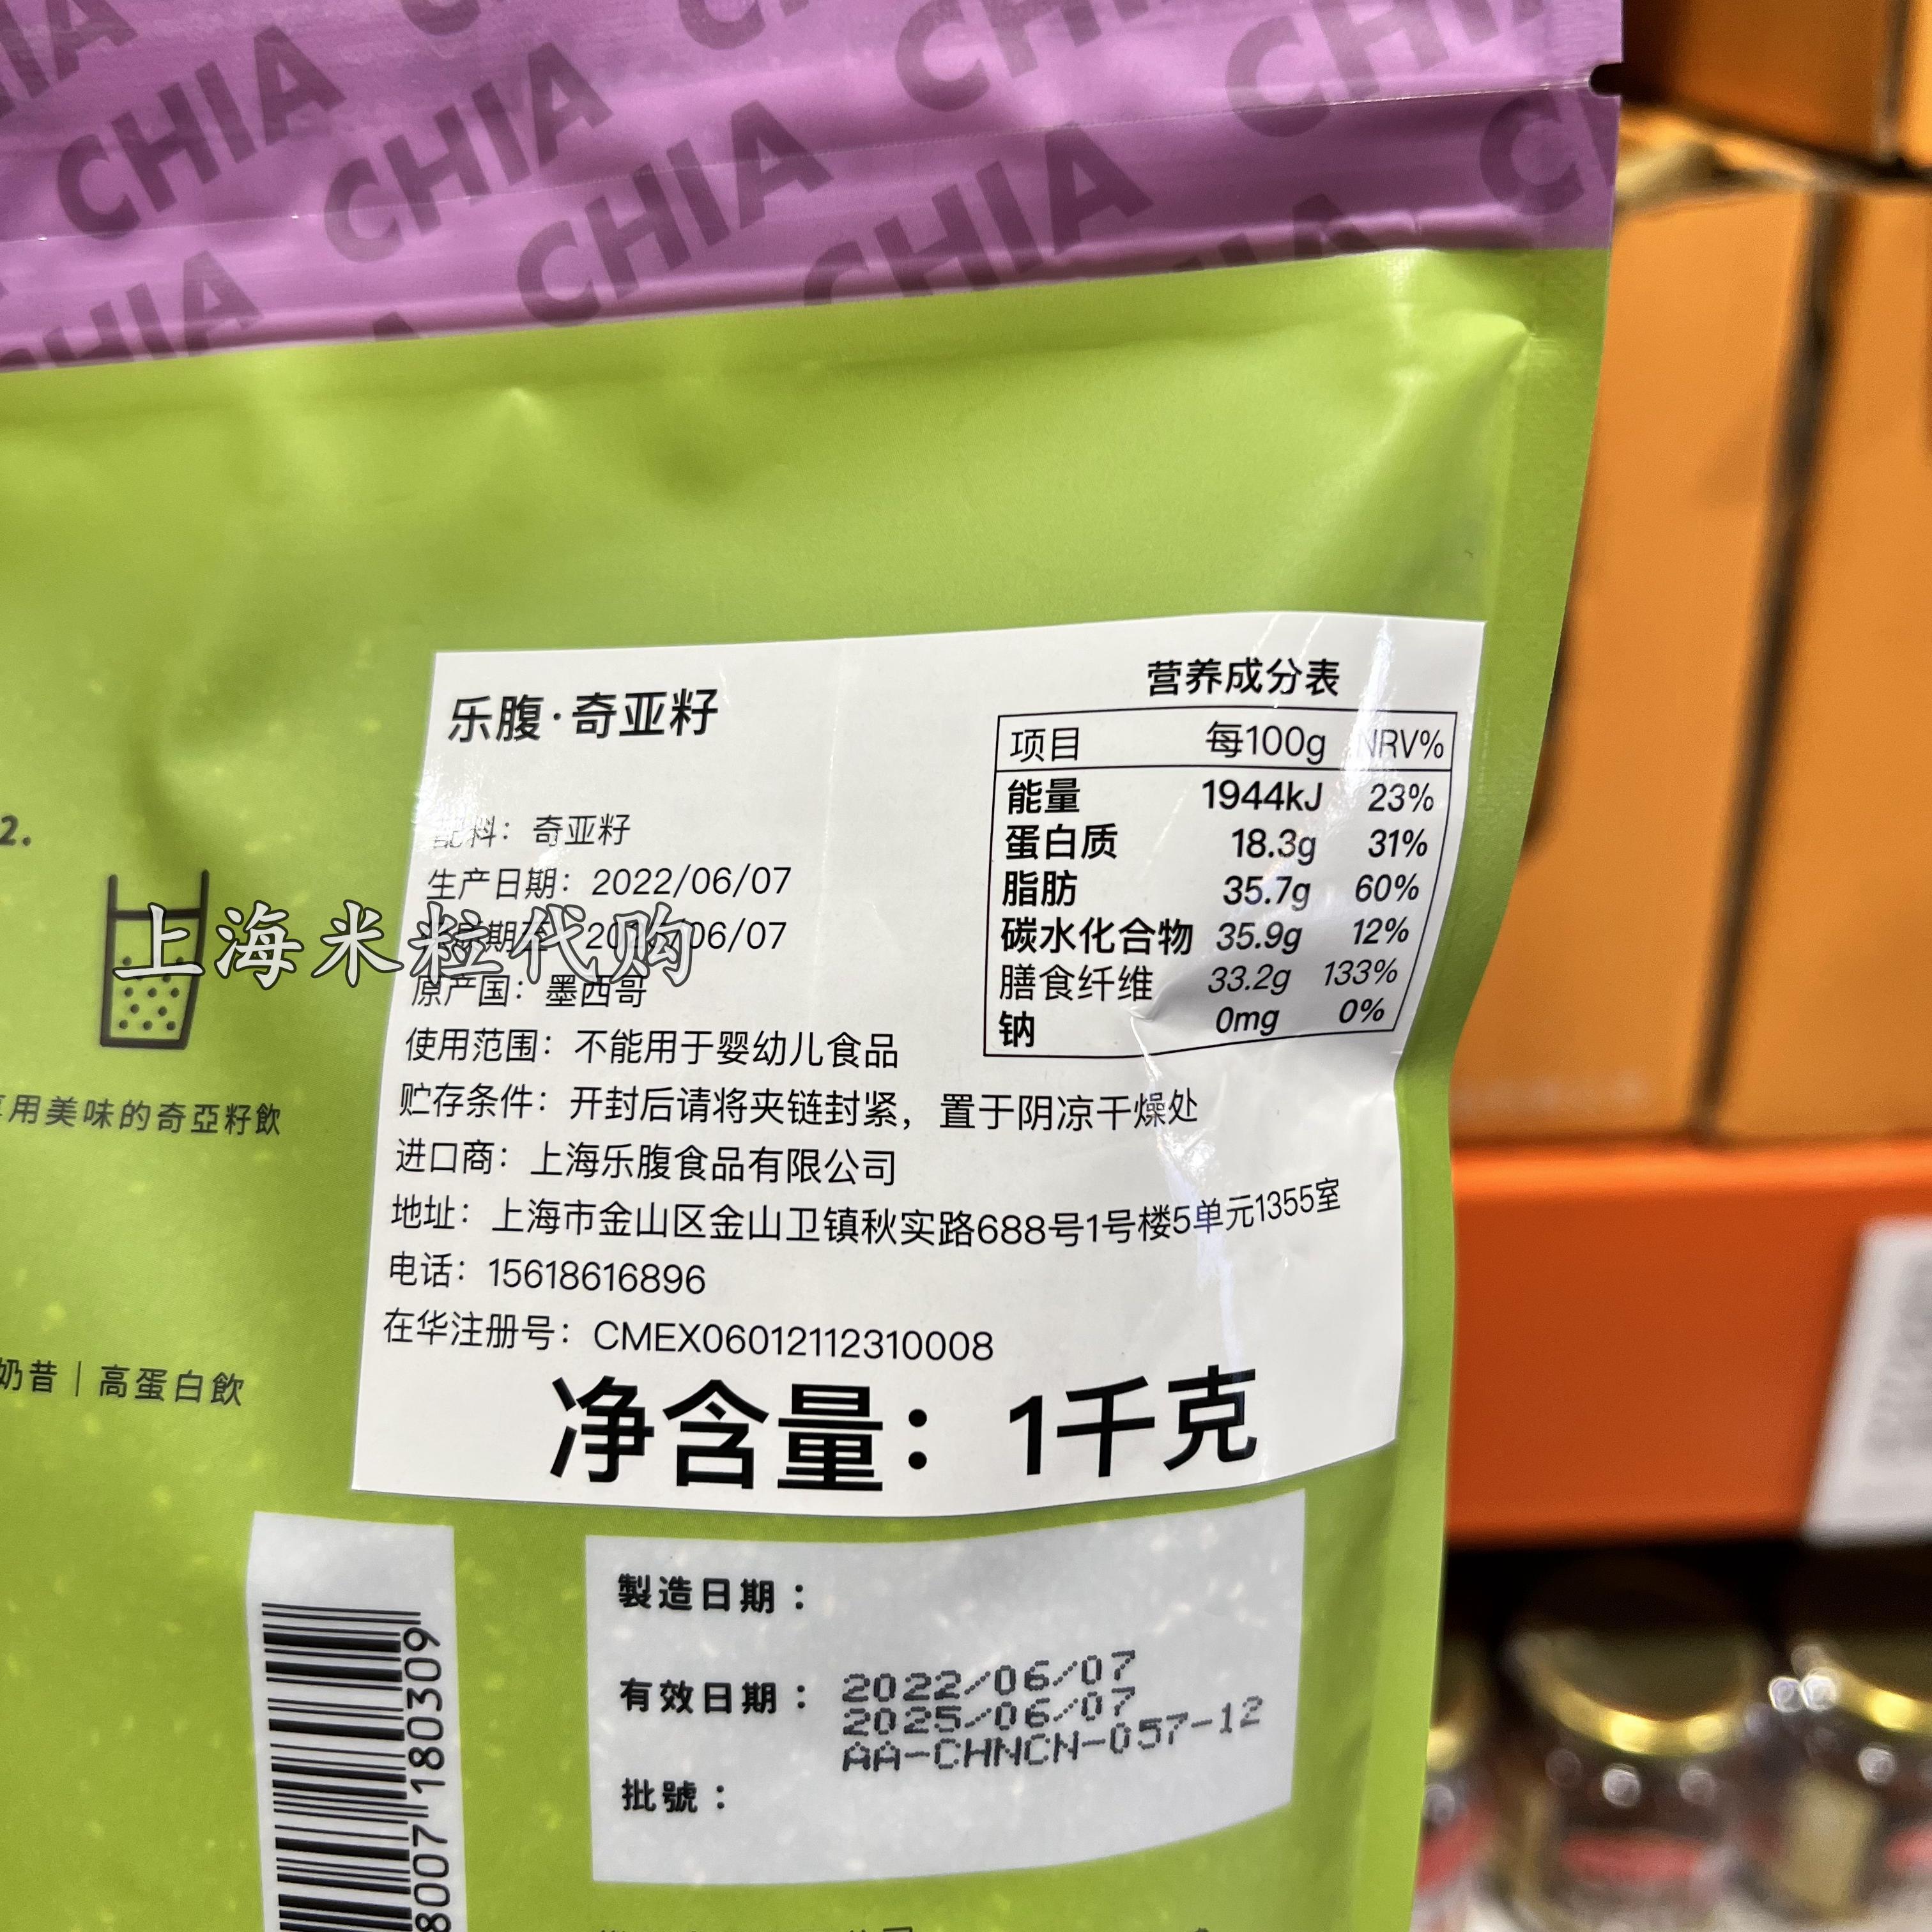 CHIA CHIA CHIA CHIA
CHIA CHIA
2.
用美味的奇亞籽飲
奶昔｜高蛋白飲
上海米粒代购
乐腹·奇亚籽
配料：奇亚籽
生产日期：2022/06/07
06/07
原产国：墨西哥
使用范围：不能用于婴幼儿食品
贮存条件：开封后请将夹链封紧，置于阴凉干燥处
进口商：上海乐腹食品有限公司
地址：上海市金山区金山卫镇秋实路688号1号楼5单元1355室
电话：15618616896
在华注册号：CMEX06012112310008
净含量：1千克
营养成分表
项目 每100g NRV%
能量 1944kJ 23%
蛋白质 18.3g 31%
脂肪 35.7g 60%
碳水化合物 35.9g 12%
膳食纤维 33.2g 133%
钠 0mg 0%
製造日期：
有效日期：2022/06/07
2025/06/07
AA-CHNCN-057-12
批號：
8007180309